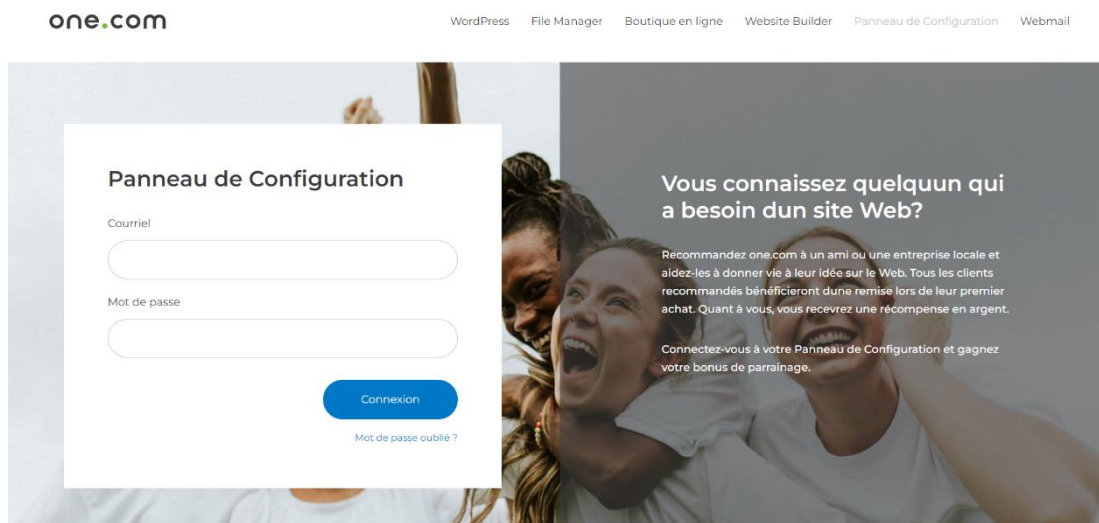 one.com
WordPress File Manager Boutique en ligne Website Builder Panneau de Configuration Webmail
Panneau de Configuration
Courriel
Mot de passe
Connexion
Mot de passe oublié ?
Vous connaissez quelquun qui
a besoin dun site Web?
Recommandez one.com à un ami ou une entreprise locale et
aidez-les à donner vie à leur idée sur le Web. Tous les clients
recommandés bénéficieront dune remise lors de leur premier
achat. Quant à vous, vous recevrez une récompense en argent.
Connectez-vous à votre Panneau de Configuration et gagnez
votre bonus de parrainage.